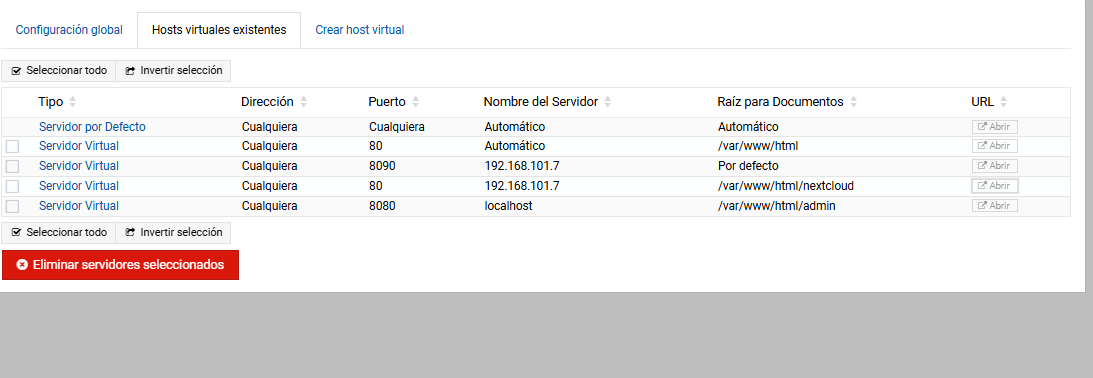 Configuración global Hosts virtuales existentes Crear host virtual
Seleccionar todo Invertir selección
Tipo Dirección Puerto Nombre del Servidor Raíz para Documentos URL
Servidor por Defecto Cualquiera Cualquiera Automático Automático Abrir
Servidor Virtual Cualquiera 80 Automático /var/www/html Abrir
Servidor Virtual Cualquiera 8090 192.168.101.7 Por defecto Abrir
Servidor Virtual Cualquiera 80 192.168.101.7 /var/www/html/nextcloud Abrir
Servidor Virtual Cualquiera 8080 localhost /var/www/html/admin Abrir
Seleccionar todo Invertir selección
Eliminar servidores seleccionados